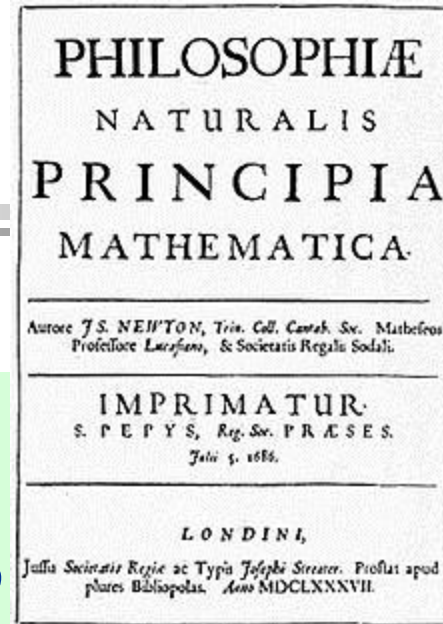 PHILOSOPHIÆ
NATURALIS
PRINCIPIA
MATHEMATICA.
Autore JS. NEWTON, Trin. Coll. Cantab. Soc. Matheseos
Professore Lucasiano, & Societatis Regalis Sodali.
IMPRIMATUR.
S. PEPYS, Reg. Soc. PRÆSES.
Julii 5. 1686.
LONDINI,
Jussu Societatis Regiæ ac Typis Josephi Streater. Prostat apud
plures Bibliopolas. Anno MDCLXXXVII.